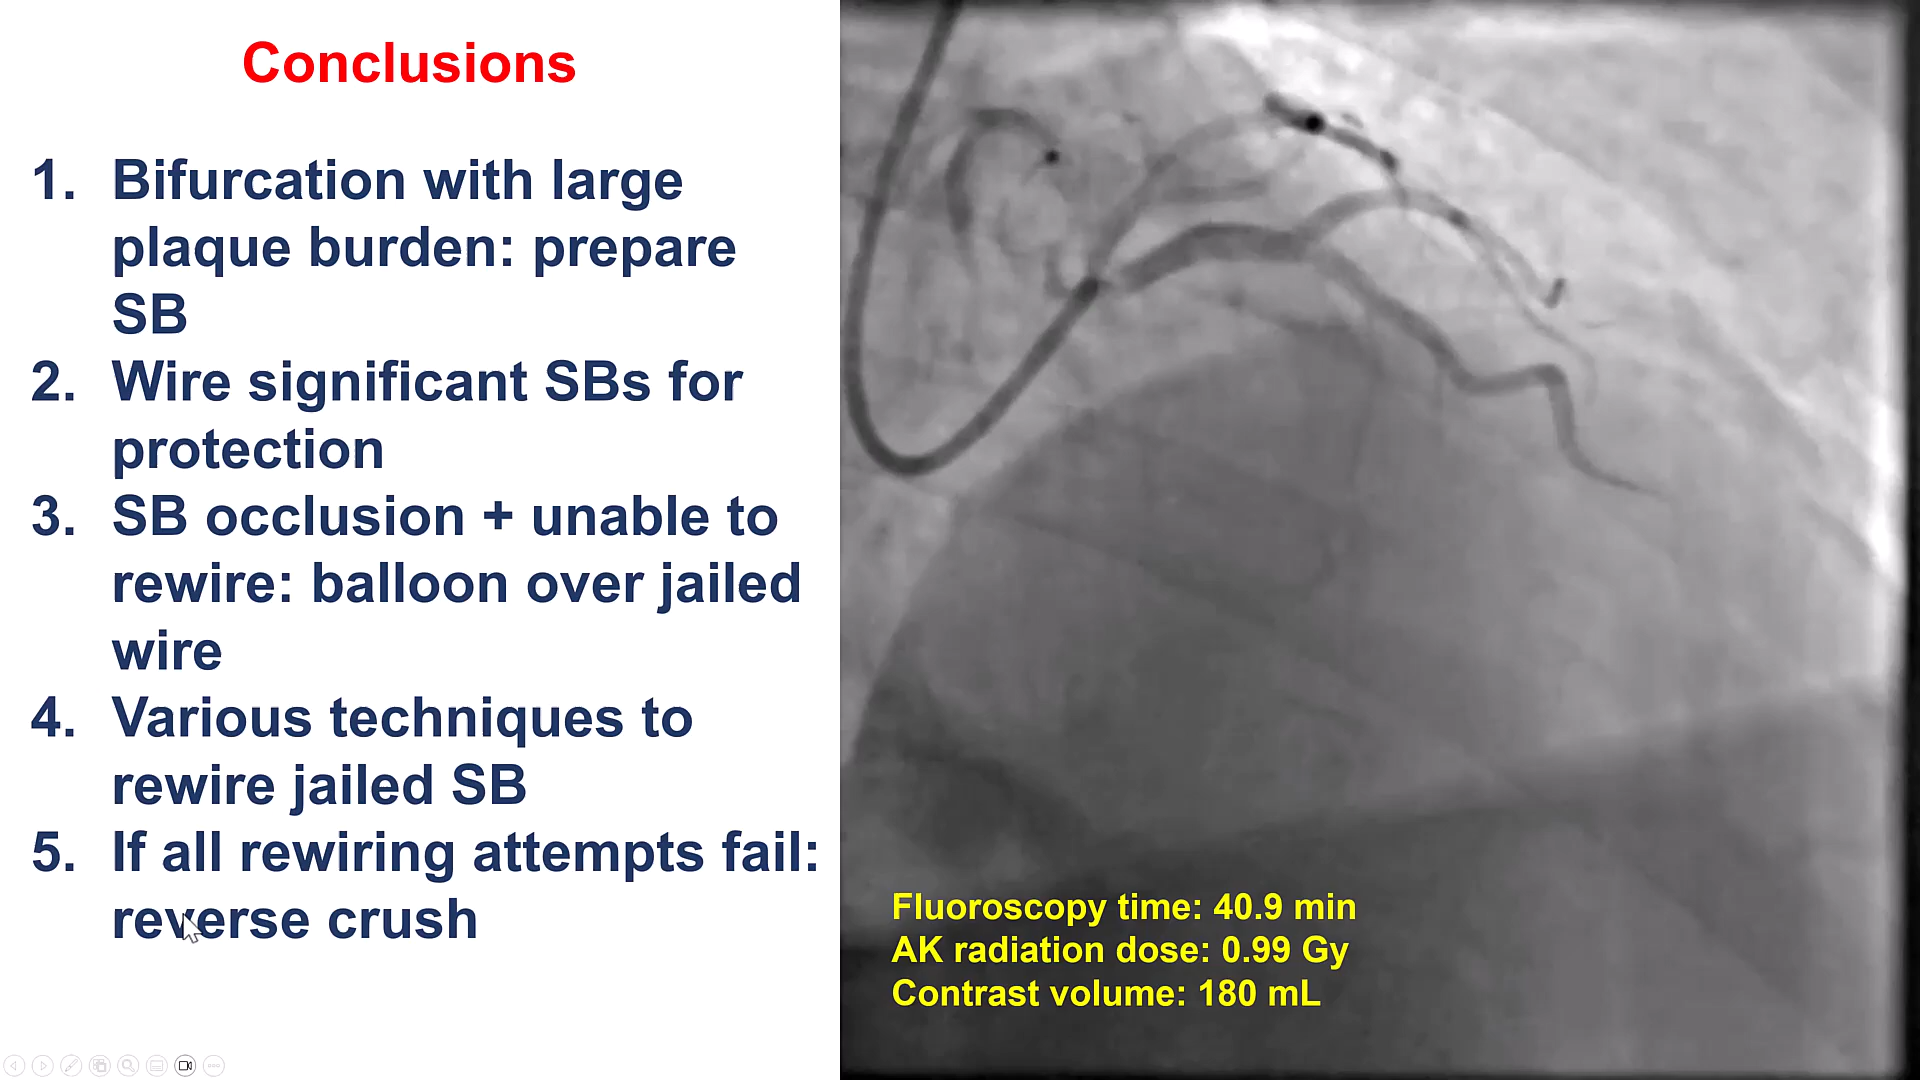 Conclusions
1. Bifurcation with large
plaque burden: prepare
SB
2. Wire significant SBs for
protection
3. SB occlusion + unable to
rewire: balloon over jailed
wire
4. Various techniques to
rewire jailed SB
5. If all rewiring attempts fail:
reverse crush
Fluoroscopy time: 40.9 min
AK radiation dose: 0.99 Gy
Contrast volume: 180 mL